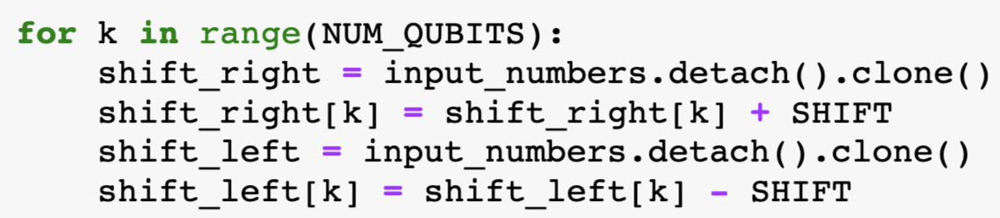 for k in range(NUM_QUBITS):
    shift_right = input_numbers.detach().clone()
    shift_right[k] = shift_right[k] + SHIFT
    shift_left = input_numbers.detach().clone()
    shift_left[k] = shift_left[k] - SHIFT